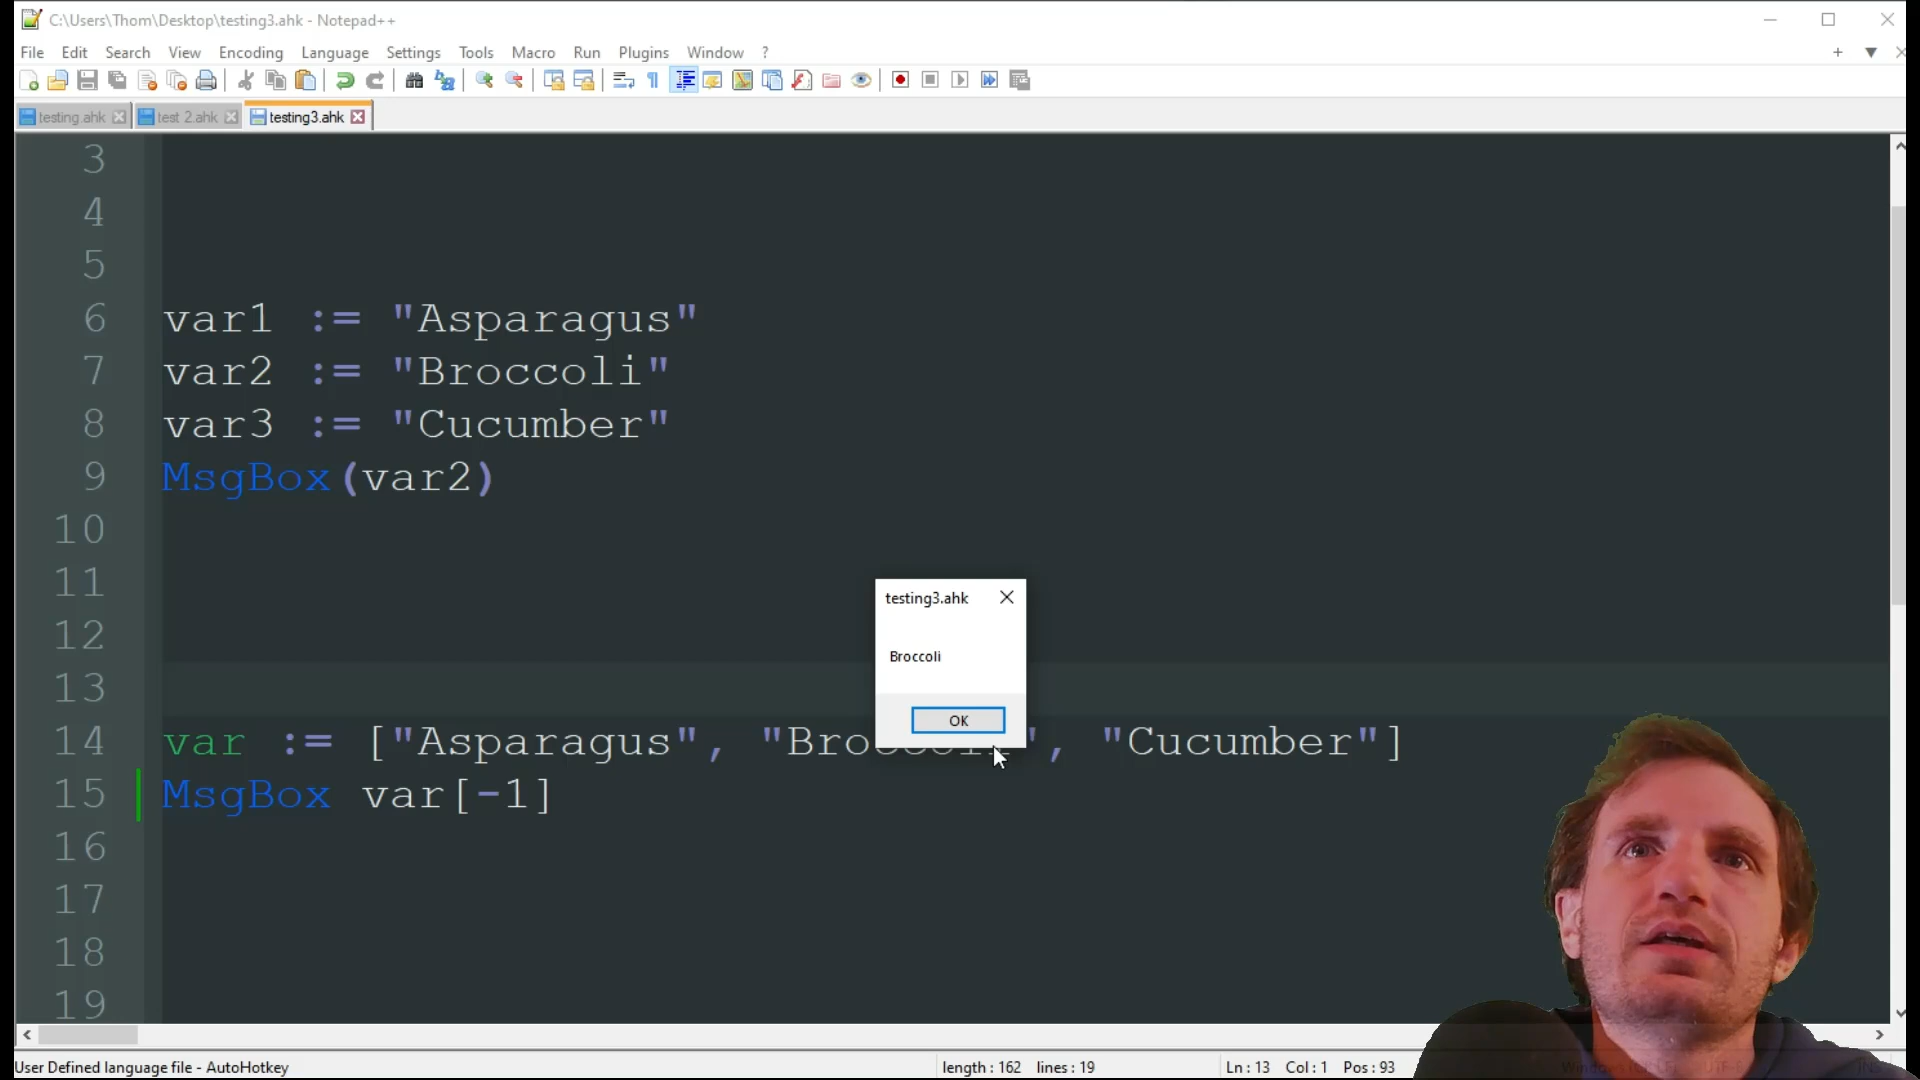 C:\Users\Thom\Desktop\testing3.ahk - Notepad++
File Edit Search View Encoding Language Settings Tools Macro Run Plugins Window ?
testing.ahk test 2.ahk testing3.ahk
3
4
5
6 var1 := "Asparagus"
7 var2 := "Broccoli"
8 var3 := "Cucumber"
9 MsgBox(var2)
10
11
12
13
14 var := ["Asparagus", "Broccoli", "Cucumber"]
15 MsgBox var[-1]
16
17
18
19
testing3.ahk
Broccoli
OK
User Defined language file - AutoHotkey length : 162 lines : 19 Ln : 13 Col : 1 Pos : 93